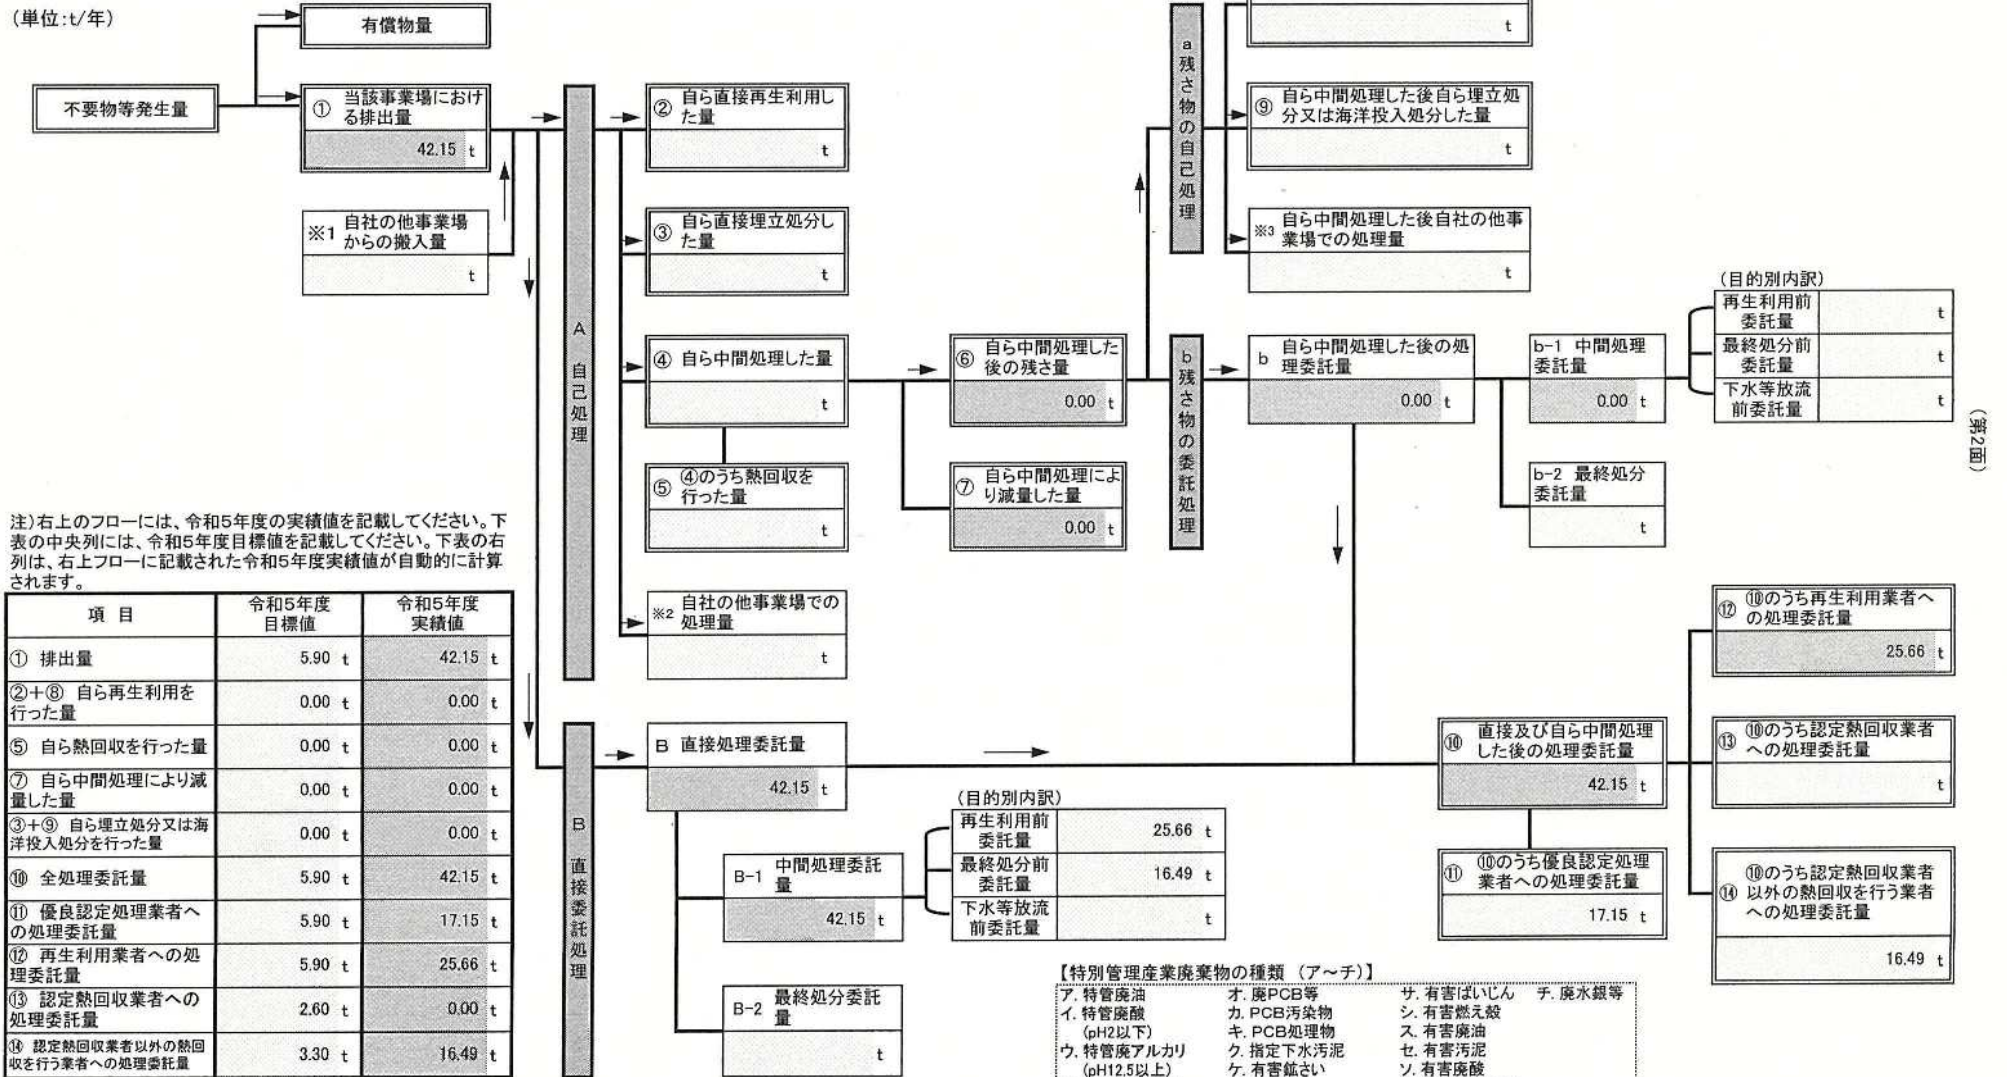 (単位:t/年)
有償物量
不要物等発生量
① 当該事業場におけ
る排出量
42.15 t
※1 自社の他事業場
からの搬入量
t
A 自己処理
② 自ら直接再生利用し
た量
t
③ 自ら直接埋立処分し
た量
t
④ 自ら中間処理した量
t
⑤ ④のうち熱回収を
行った量
t
※2 自社の他事業場での
処理量
t
⑥ 自ら中間処理した
後の残さ量
0.00 t
⑦ 自ら中間処理によ
り減量した量
0.00 t
a 残さ物の自己処理
t
⑨ 自ら中間処理した後自ら埋立処
分又は海洋投入処分した量
t
※3 自ら中間処理した後自社の他事
業場での処理量
t
b 残さ物の委託処理
b 自ら中間処理した後の処
理委託量
0.00 t
b-1 中間処理
委託量
0.00 t
b-2 最終処分
委託量
t
(目的別内訳)
再生利用前
委託量
t
最終処分前
委託量
t
下水等放流
前委託量
t
(第2面)
注)右上のフローには、令和5年度の実績値を記載してください。下
表の中央列には、令和5年度目標値を記載してください。下表の右
列は、右上フローに記載された令和5年度実績値が自動的に計算
されます。
項 目 令和5年度 目標値 令和5年度 実績値
① 排出量 5.90 t 42.15 t
②+⑧ 自ら再生利用を
行った量 0.00 t 0.00 t
⑤ 自ら熱回収を行った量 0.00 t 0.00 t
⑦ 自ら中間処理により減
量した量 0.00 t 0.00 t
③+⑨ 自ら埋立処分又は海
洋投入処分を行った量 0.00 t 0.00 t
⑩ 全処理委託量 5.90 t 42.15 t
⑪ 優良認定処理業者へ
の処理委託量 5.90 t 17.15 t
⑫ 再生利用業者への処
理委託量 5.90 t 25.66 t
⑬ 認定熱回収業者への
処理委託量 2.60 t 0.00 t
⑭ 認定熱回収業者以外の熱回
収を行う業者への処理委託量 3.30 t 16.49 t
B 直接委託処理
B 直接処理委託量
42.15 t
B-1 中間処理委託
量
42.15 t
B-2 最終処分委託
量
t
(目的別内訳)
再生利用前
委託量
25.66 t
最終処分前
委託量
16.49 t
下水等放流
前委託量
t
⑩ 直接及び自ら中間処理
した後の処理委託量
42.15 t
⑪ ⑩のうち優良認定処理
業者への処理委託量
17.15 t
⑫ ⑩のうち再生利用業者へ
の処理委託量
25.66 t
⑬ ⑩のうち認定熱回収業者
への処理委託量
t
⑭ ⑩のうち認定熱回収業者
以外の熱回収を行う業者
への処理委託量
16.49 t
【特別管理産業廃棄物の種類 (ア～チ)】
ア. 特管廃油 オ. 廃PCB等 サ. 有害ばいじん チ. 廃水銀等
イ. 特管廃酸 カ. PCB汚染物 シ. 有害燃え殻
(pH2以下) キ. PCB処理物 ス. 有害廃油
ウ. 特管廃アルカリ ク. 指定下水汚泥 セ. 有害汚泥
(pH12.5以上) ケ. 有害鉱さい ソ. 有害廃酸